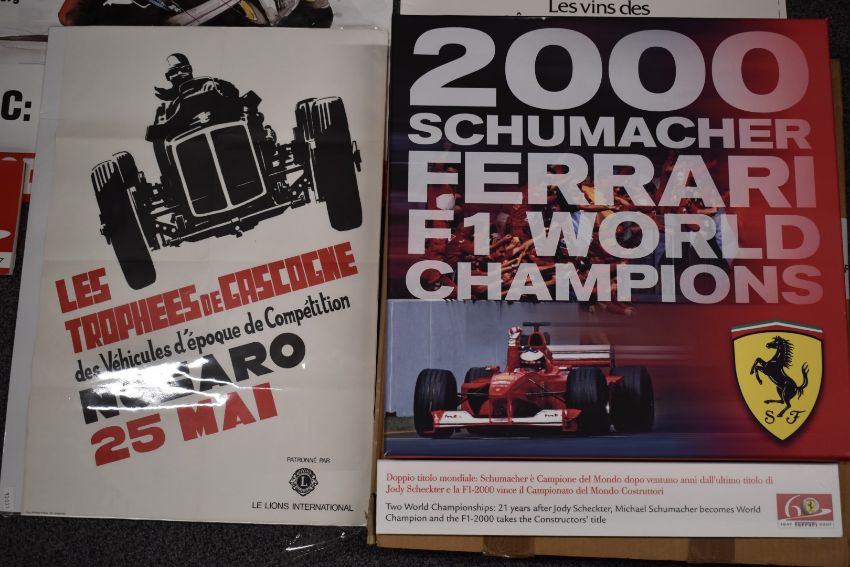 Les vins des
C:
LES
TROPHEES DE GASCOGNE
des Véhicules d'époque de Compétition
NOGARO
25 MAI
PATRONNÉ PAR
LE LIONS INTERNATIONAL
2000
SCHUMACHER
FERRARI
F1 WORLD
CHAMPIONS
S F
Doppio titolo mondiale: Schumacher è Campione del Mondo dopo ventuno anni dall'ultimo titolo di
Jody Scheckter e la F1-2000 vince il Campionato del Mondo Costruttori
Two World Championships: 21 years after Jody Scheckter, Michael Schumacher becomes World
Champion and the F1-2000 takes the Constructors' title
60
1947 Ferrari 2007